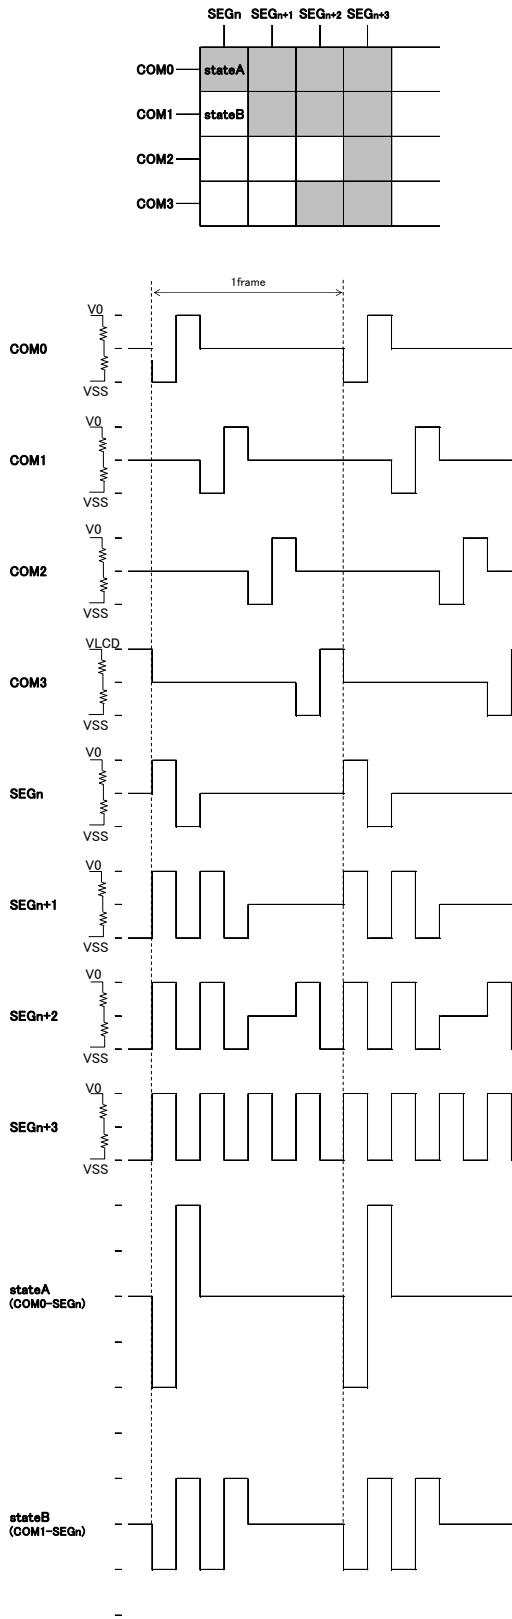 SEGn SEGn+1 SEGn+2 SEGn+3
COM0 stateA
COM1 stateB
COM2
COM3
1frame
V0
COM0
VSS
V0
COM1
VSS
V0
COM2
VSS
VLCD
COM3
VSS
V0
SEGn
VSS
V0
SEGn+1
VSS
V0
SEGn+2
VSS
V0
SEGn+3
VSS
stateA
(COM0-SEGn)
stateB
(COM1-SEGn)